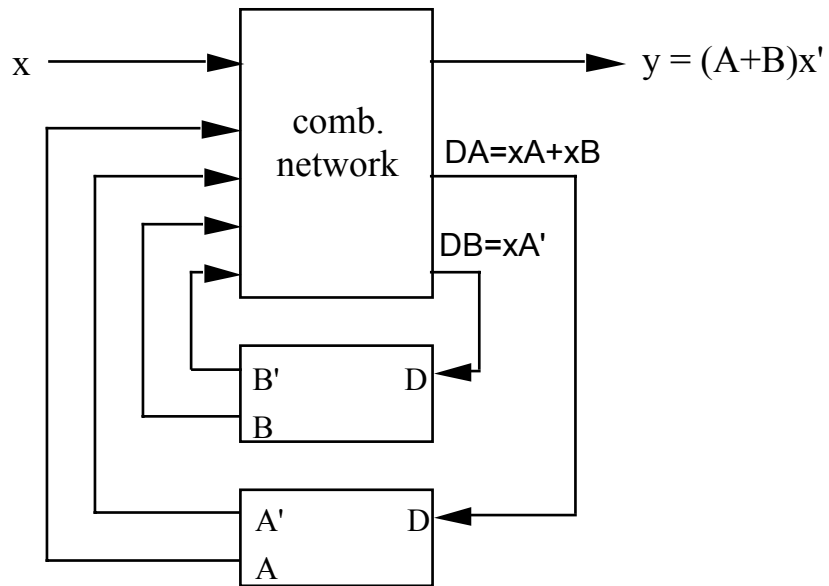 x
comb.
network
y = (A+B)x'
DA=xA+xB
DB=xA'
B'
D
B
A'
D
A